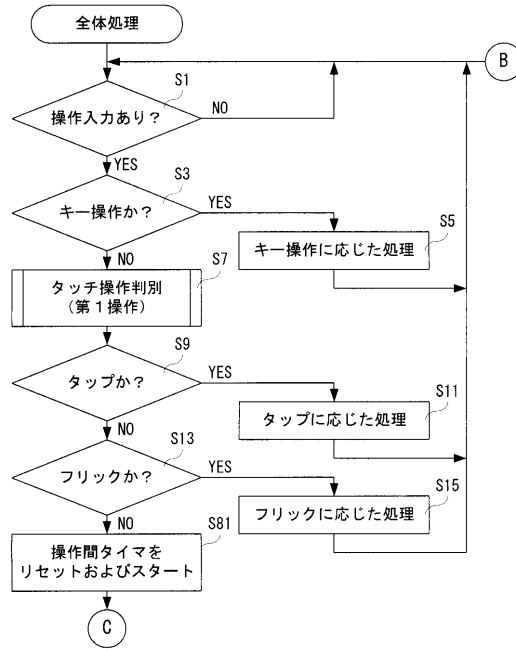 全体処理
B
S1
操作入力あり？
NO
YES
S3
キー操作か？
YES
S5
キー操作に応じた処理
NO
S7
タッチ操作判別
(第１操作)
S9
タップか？
YES
S11
タップに応じた処理
NO
S13
フリックか？
YES
S15
フリックに応じた処理
NO
S81
操作間タイマを
リセットおよびスタート
C